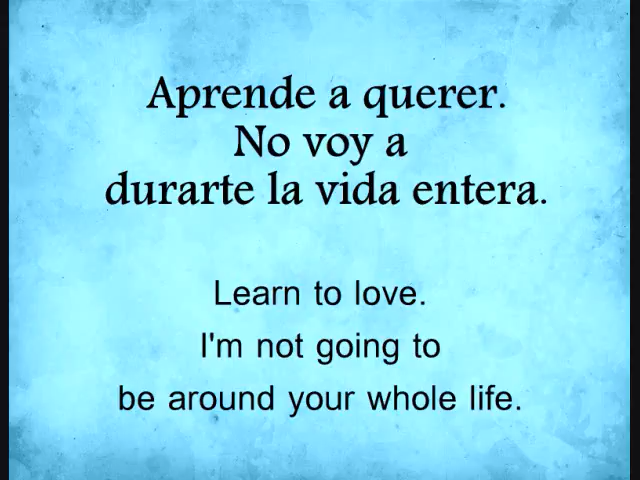 Aprende a querer.
No voy a
durarte la vida entera.
Learn to love.
I'm not going to
be around your whole life.